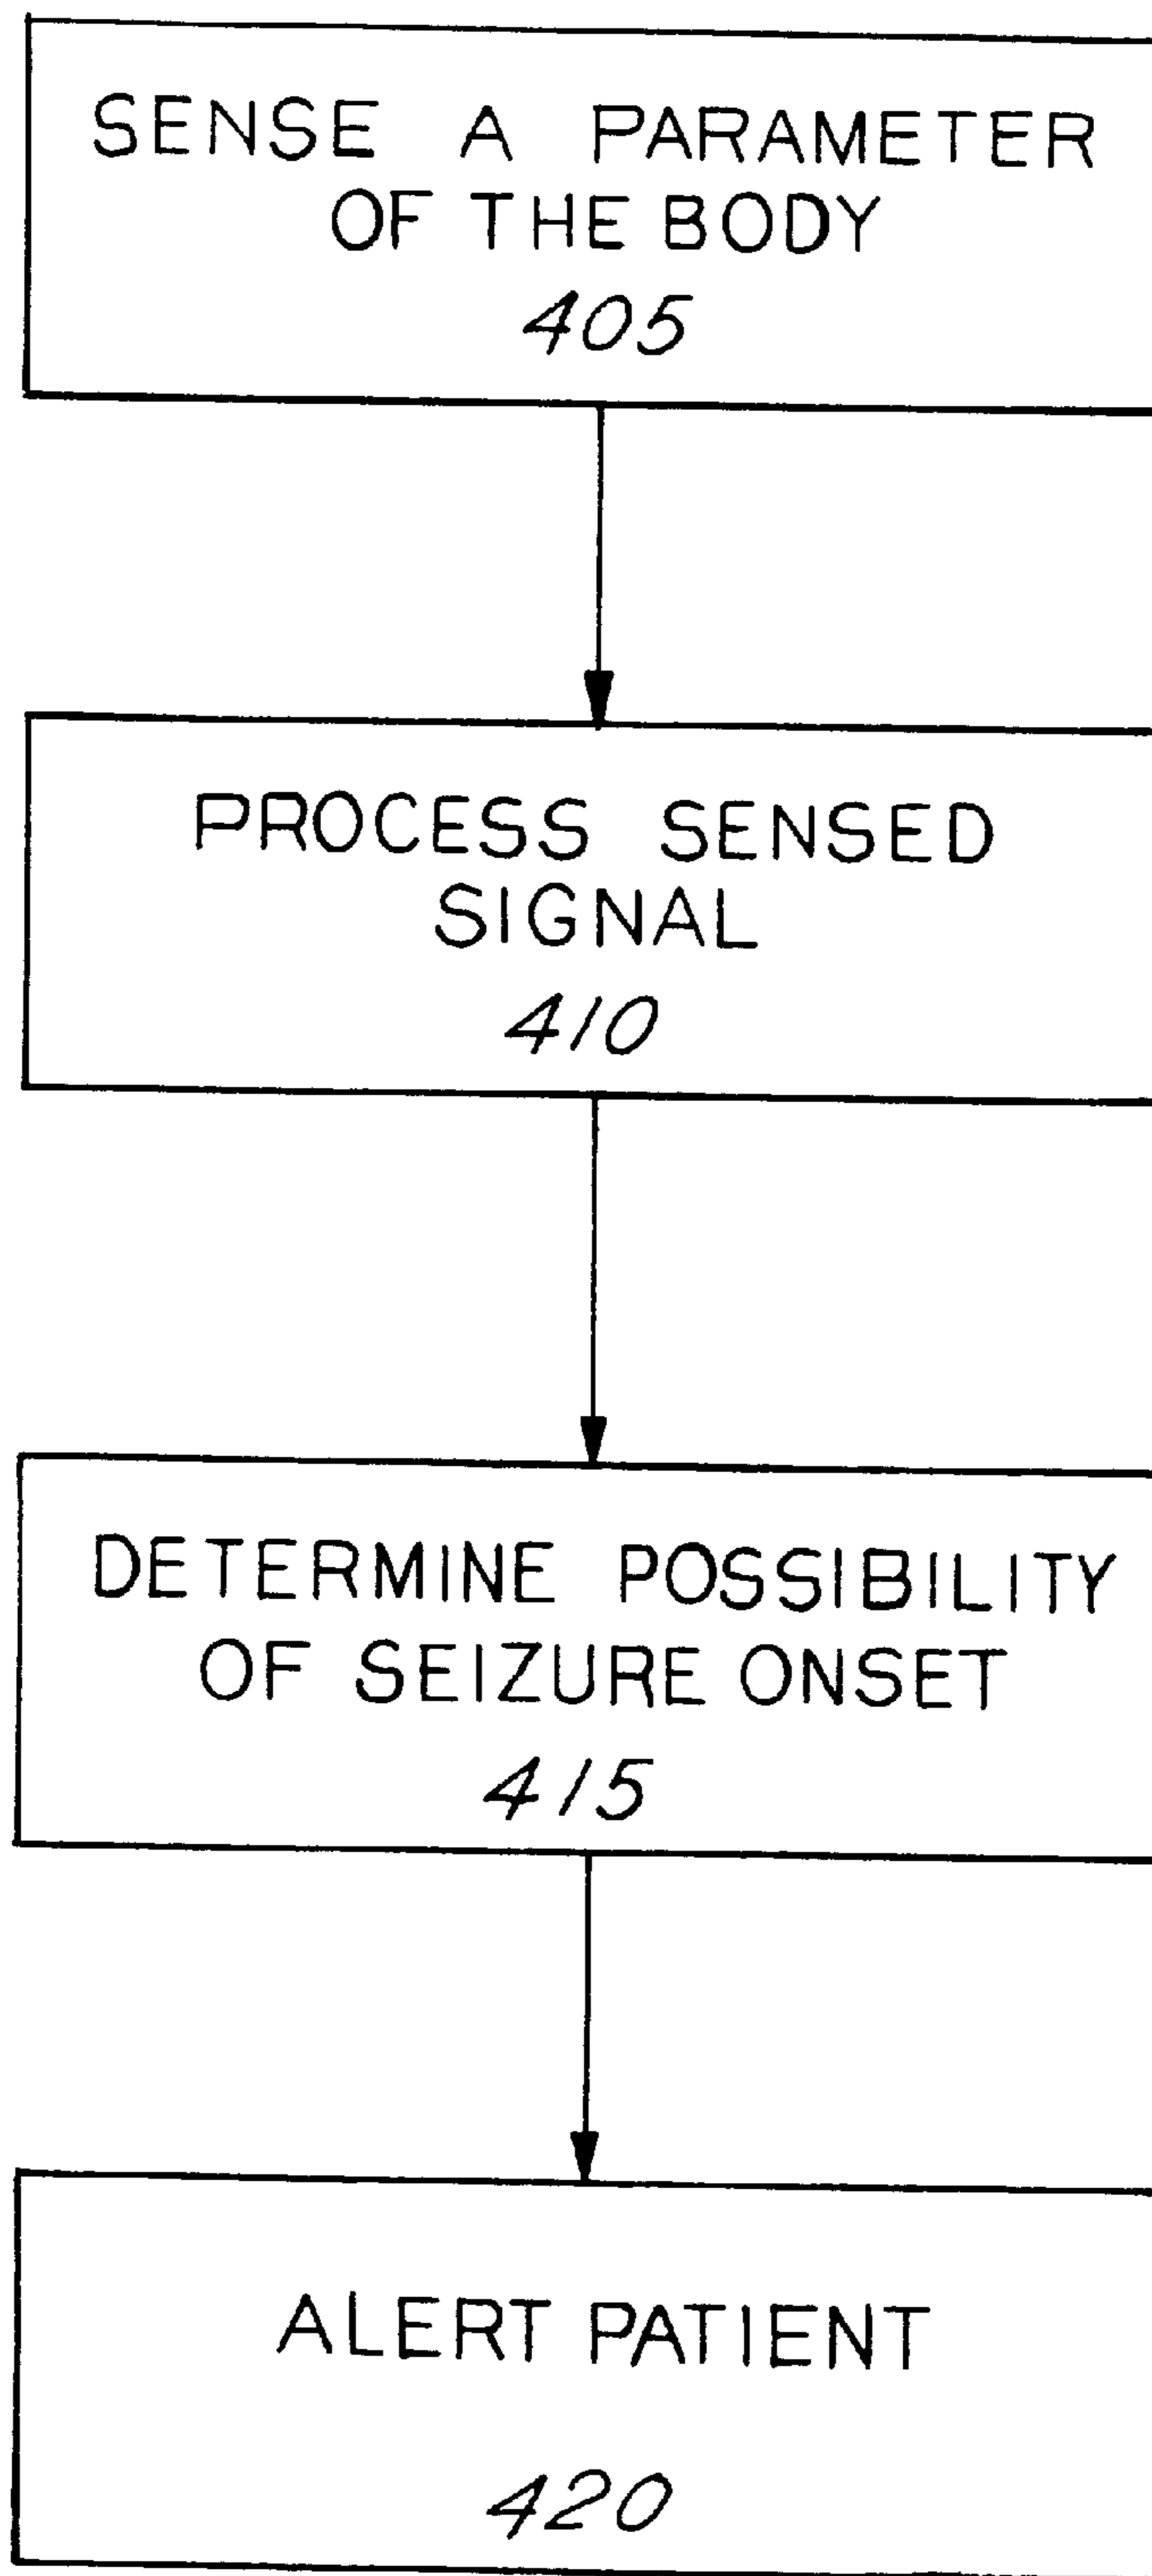 SENSE A PARAMETER
OF THE BODY
405
PROCESS SENSED
SIGNAL
410
DETERMINE POSSIBILITY
OF SEIZURE ONSET
415
ALERT PATIENT
420